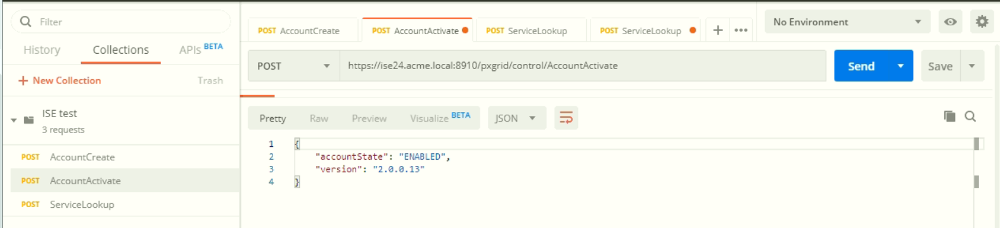 Filter
History
Collections
APIs BETA
+ New Collection
Trash
ISE test
3 requests
POST AccountCreate
POST AccountActivate
POST ServiceLookup
POST AccountCreate
POST AccountActivate
POST ServiceLookup
POST ServiceLookup
+
•••
No Environment
POST
https://ise24.acme.local:8910/pxgrid/control/AccountActivate
Send
Save
Pretty
Raw
Preview
Visualize BETA
JSON
1 {
2 "accountState": "ENABLED",
3 "version": "2.0.0.13"
4 }